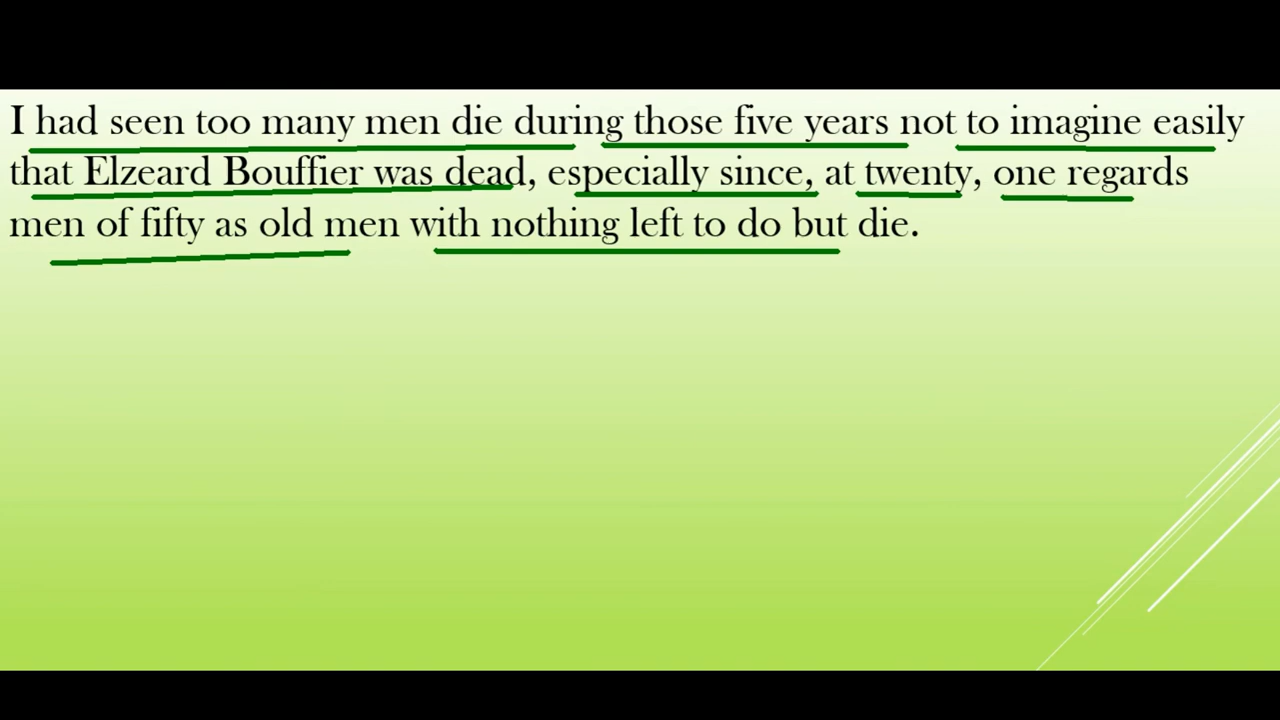 I had seen too many men die during those five years not to imagine easily
that Elzeard Bouffier was dead, especially since, at twenty, one regards
men of fifty as old men with nothing left to do but die.